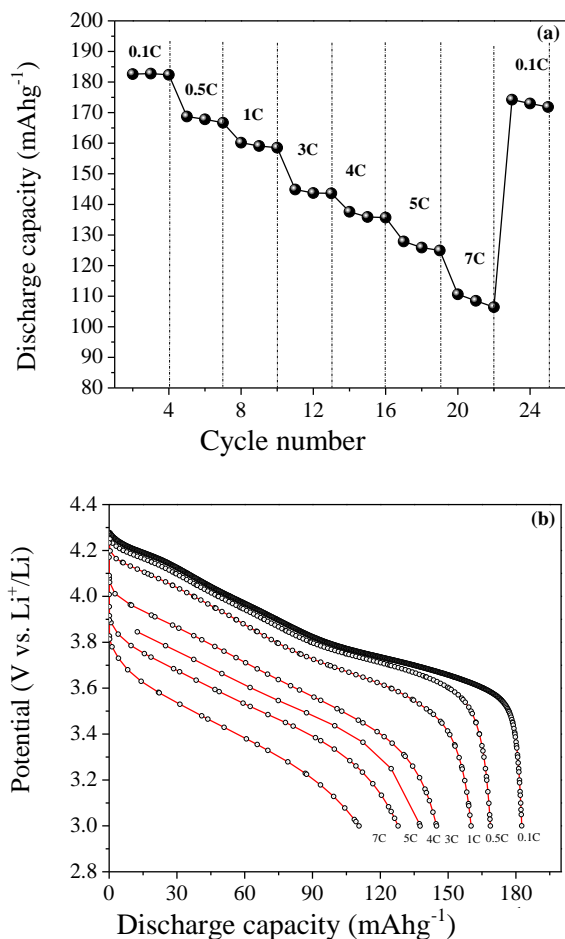 (a)
200
190
180
170
160
150
140
130
120
110
100
90
80
Discharge capacity (mAhg⁻¹)
0.1C
0.5C
1C
3C
4C
5C
7C
0.1C
4 8 12 16 20 24
Cycle number
(b)
4.4
4.2
4.0
3.8
3.6
3.4
3.2
3.0
2.8
Potential (V vs. Li⁺/Li)
7C 5C 4C 3C 1C 0.5C 0.1C
0 30 60 90 120 150 180
Discharge capacity (mAhg⁻¹)